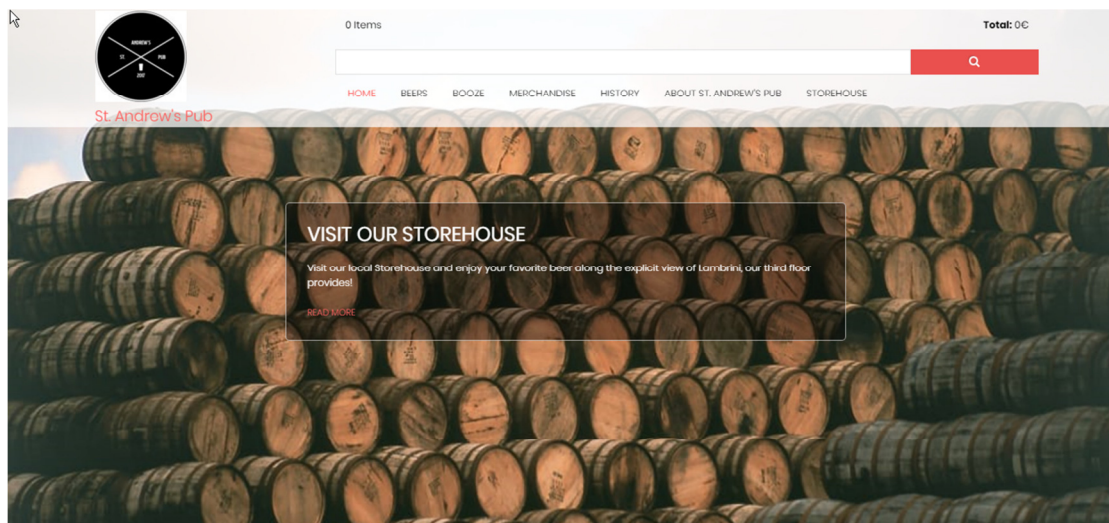 ANDREW'S
ST. PUB
2017
St. Andrew's Pub
0 Items
Total: 0€
HOME BEERS BOOZE MERCHANDISE HISTORY ABOUT ST. ANDREW'S PUB STOREHOUSE
VISIT OUR STOREHOUSE
Visit our local Storehouse and enjoy your favorite beer along the explicit view of Lambrini, our third floor
provides!
READ MORE